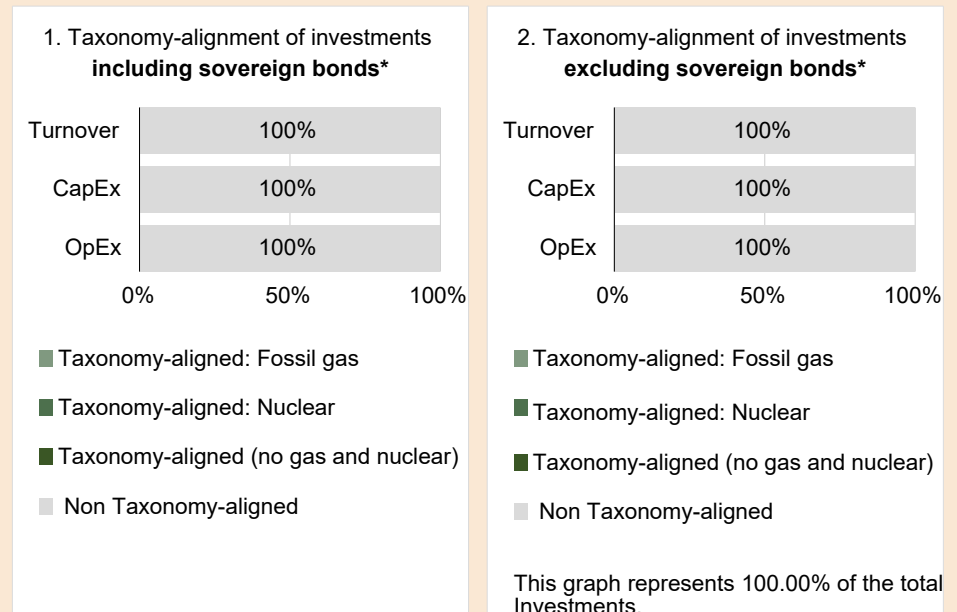 1. Taxonomy-alignment of investments
including sovereign bonds*
Turnover 100%
CapEx 100%
OpEx 100%
0% 50% 100%
Taxonomy-aligned: Fossil gas
Taxonomy-aligned: Nuclear
Taxonomy-aligned (no gas and nuclear)
Non Taxonomy-aligned
2. Taxonomy-alignment of investments
excluding sovereign bonds*
Turnover 100%
CapEx 100%
OpEx 100%
0% 50% 100%
Taxonomy-aligned: Fossil gas
Taxonomy-aligned: Nuclear
Taxonomy-aligned (no gas and nuclear)
Non Taxonomy-aligned
This graph represents 100.00% of the total
Investments.